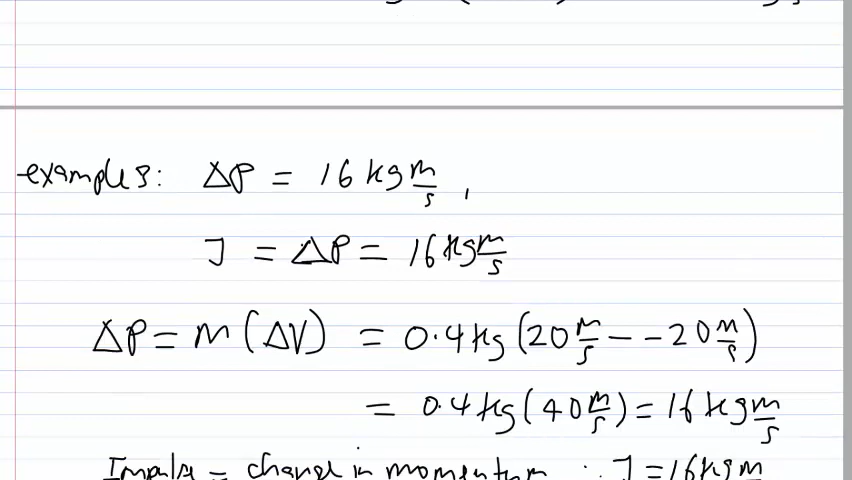 examples: ΔP = 16 kg m/s ,
J = ΔP = 16 kg m/s
ΔP = m (ΔV) = 0.4 kg (20 m/s − −20 m/s)
= 0.4 kg (40 m/s) = 16 kg m/s
Impulse = change in momentum ∴ J = 16 kg m